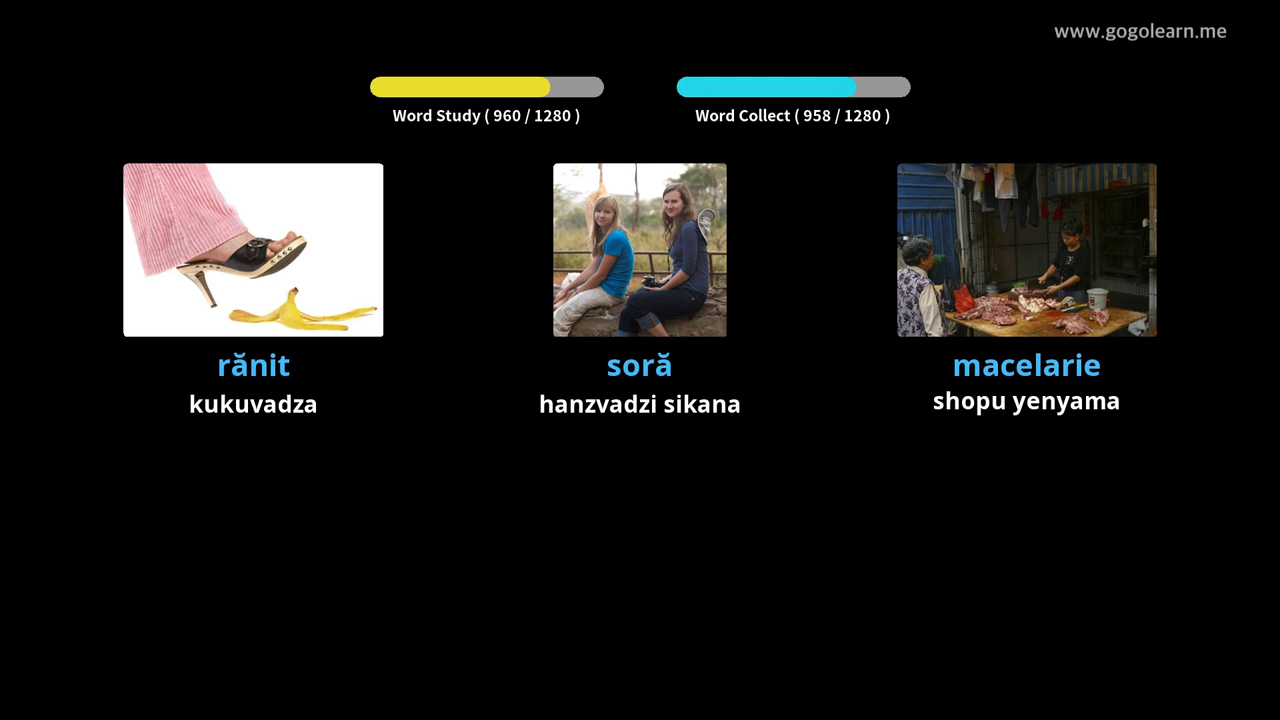 www.gogolearn.me
Word Study ( 960 / 1280 )
Word Collect ( 958 / 1280 )
rănit
kukuvadza
soră
hanzvadzi sikana
macelarie
shopu yenyama